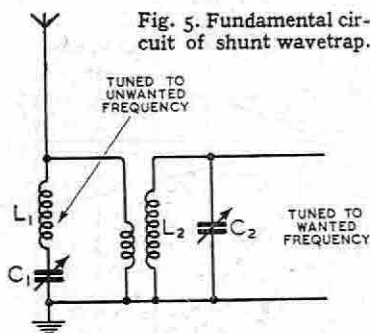 Fig. 5. Fundamental cir-
cuit of shunt wavetrap.
TUNED TO
UNWANTED
FREQUENCY
L₁
C₁
L₂
C₂
TUNED TO
WANTED
FREQUENCY